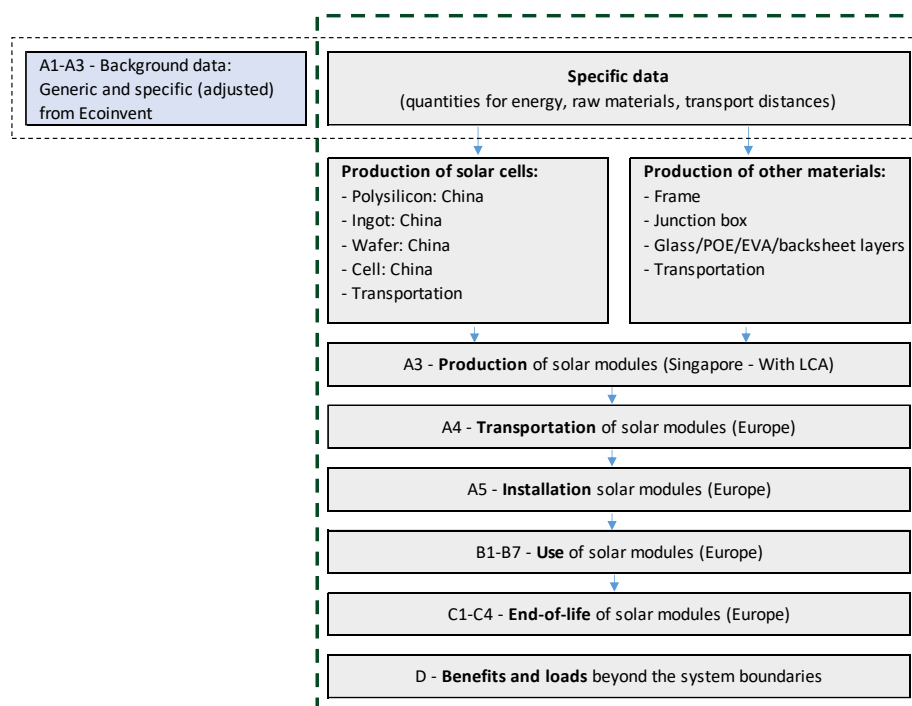 A1-A3 - Background data:
Generic and specific (adjusted)
from Ecoinvent
Specific data
(quantities for energy, raw materials, transport distances)
Production of solar cells:
- Polysilicon: China
- Ingot: China
- Wafer: China
- Cell: China
- Transportation
Production of other materials:
- Frame
- Junction box
- Glass/POE/EVA/backsheet layers
- Transportation
A3 - Production of solar modules (Singapore - With LCA)
A4 - Transportation of solar modules (Europe)
A5 - Installation solar modules (Europe)
B1-B7 - Use of solar modules (Europe)
C1-C4 - End-of-life of solar modules (Europe)
D - Benefits and loads beyond the system boundaries